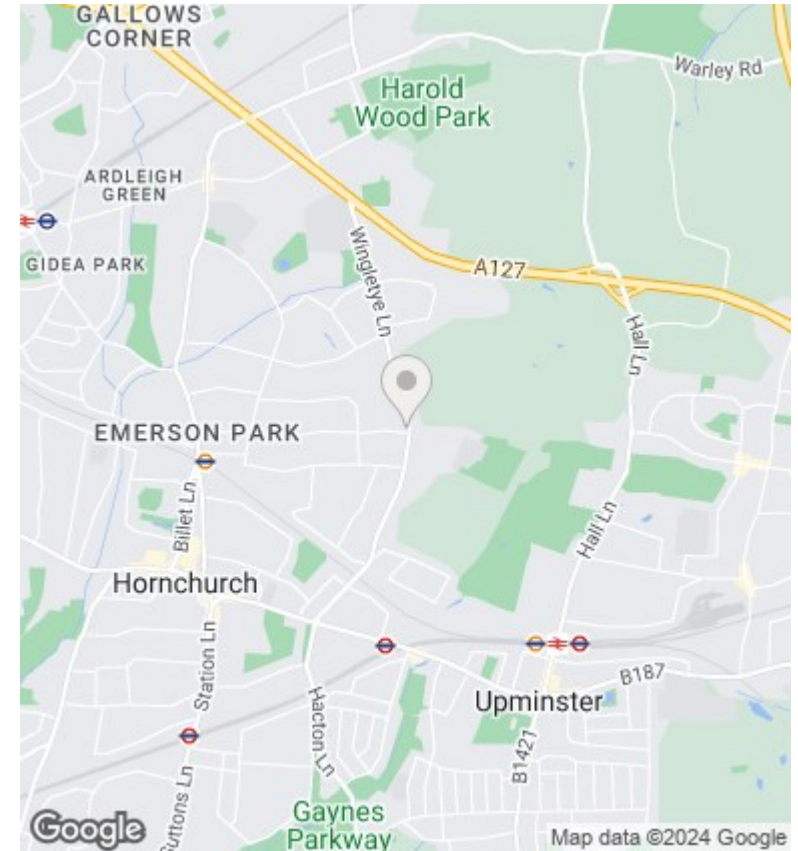 GALLOWS
CORNER
Warley Rd
Harold
Wood Park
ARDLEIGH
GREEN
GIDEA PARK
Wingletye Ln
A127
Hall Ln
EMERSON PARK
Billet Ln
Hall Ln
Hornchurch
Station Ln
Hacton Ln
Upminster
B187
B1421
Suttons Ln
Gaynes
Parkway
Google
Map data ©2024 Google